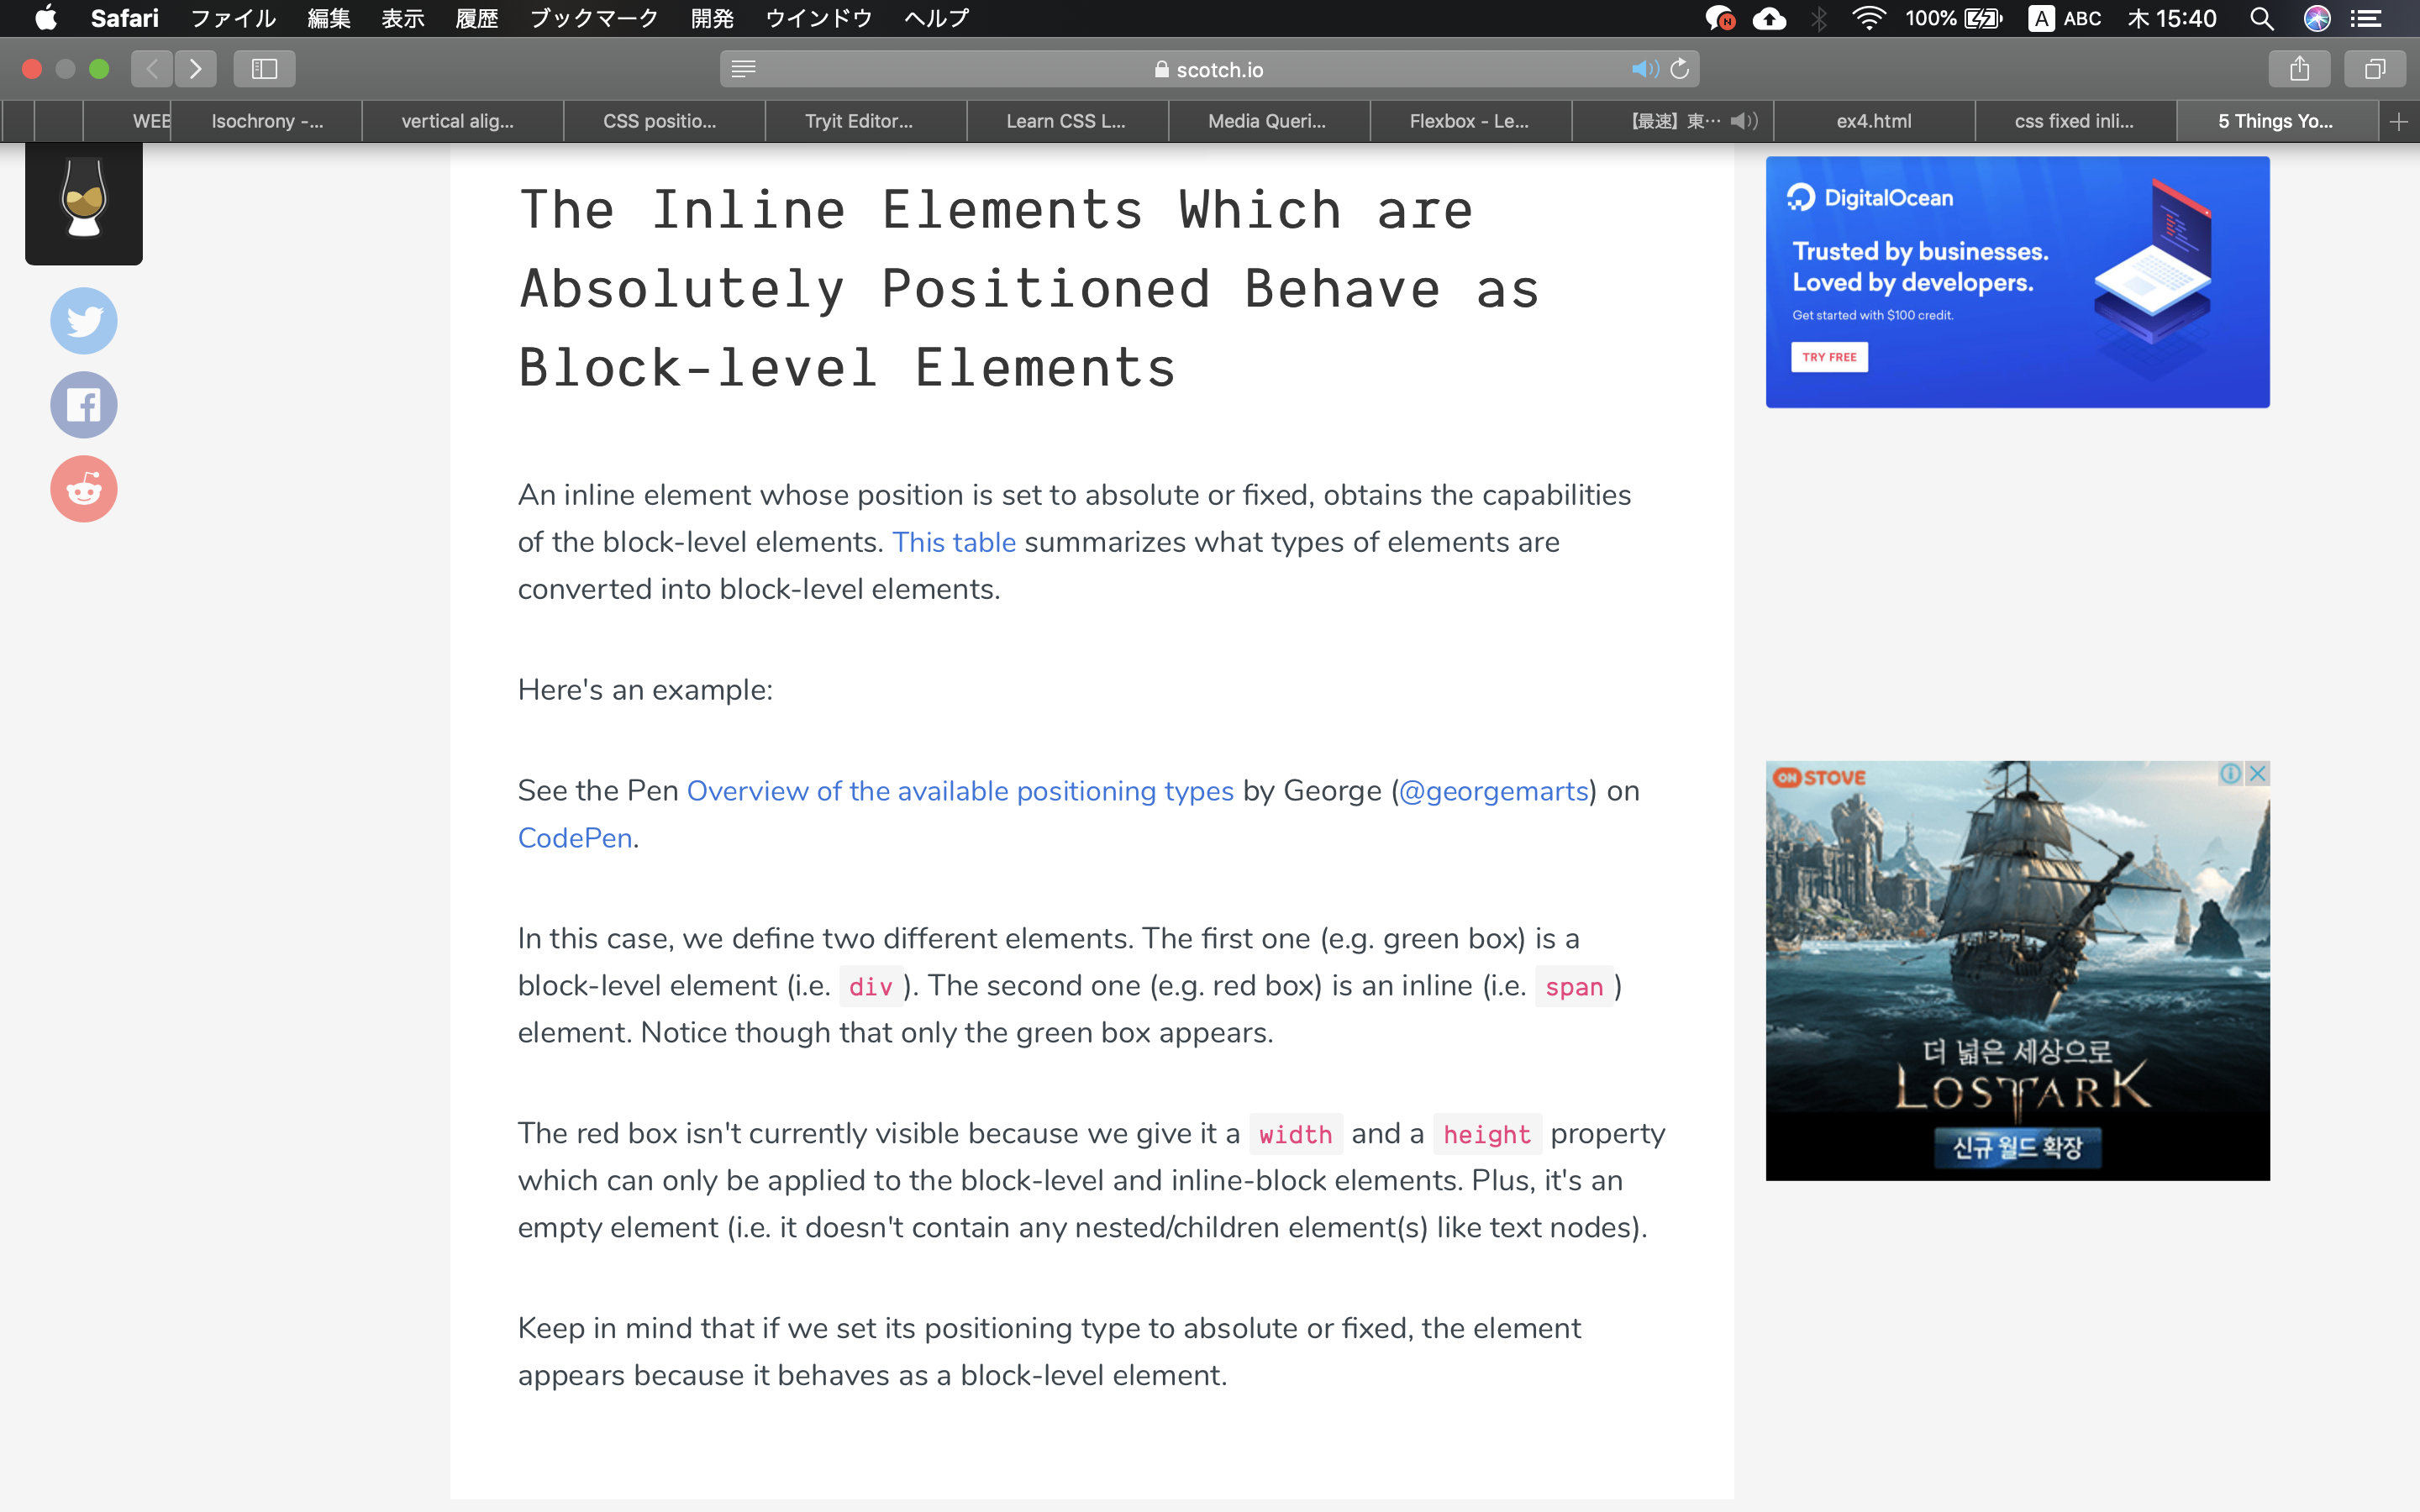 Safari ファイル 編集 表示 履歴 ブックマーク 開発 ウインドウ ヘルプ 100% A ABC 木 15:40
scotch.io
WEB Isochrony -... vertical alig... CSS positio... Tryit Editor... Learn CSS L... Media Queri... Flexbox - Le... 【最速】東… ex4.html css fixed inli... 5 Things Yo...
The Inline Elements Which are
Absolutely Positioned Behave as
Block-level Elements
An inline element whose position is set to absolute or fixed, obtains the capabilities
of the block-level elements. This table summarizes what types of elements are
converted into block-level elements.
Here's an example:
See the Pen Overview of the available positioning types by George (@georgemarts) on
CodePen.
In this case, we define two different elements. The first one (e.g. green box) is a
block-level element (i.e. div ). The second one (e.g. red box) is an inline (i.e. span )
element. Notice though that only the green box appears.
The red box isn't currently visible because we give it a width and a height property
which can only be applied to the block-level and inline-block elements. Plus, it's an
empty element (i.e. it doesn't contain any nested/children element(s) like text nodes).
Keep in mind that if we set its positioning type to absolute or fixed, the element
appears because it behaves as a block-level element.
DigitalOcean
Trusted by businesses.
Loved by developers.
Get started with $100 credit.
TRY FREE
ON STOVE
더 넓은 세상으로
LOSTARK
신규 월드 확장